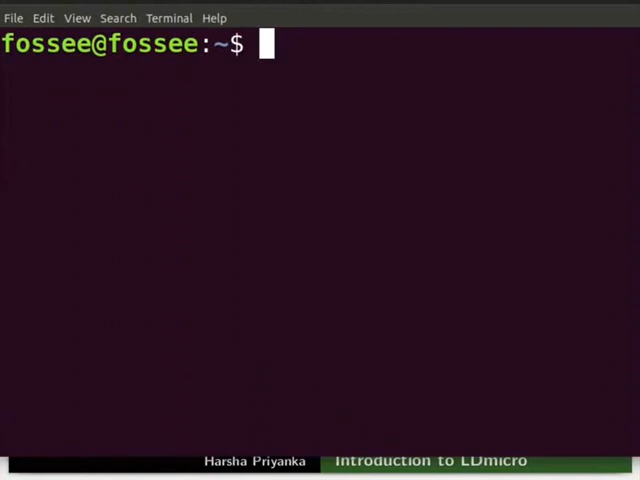 File Edit View Search Terminal Help
fossee@fossee:~$
Harsha Priyanka Introduction to LDmicro